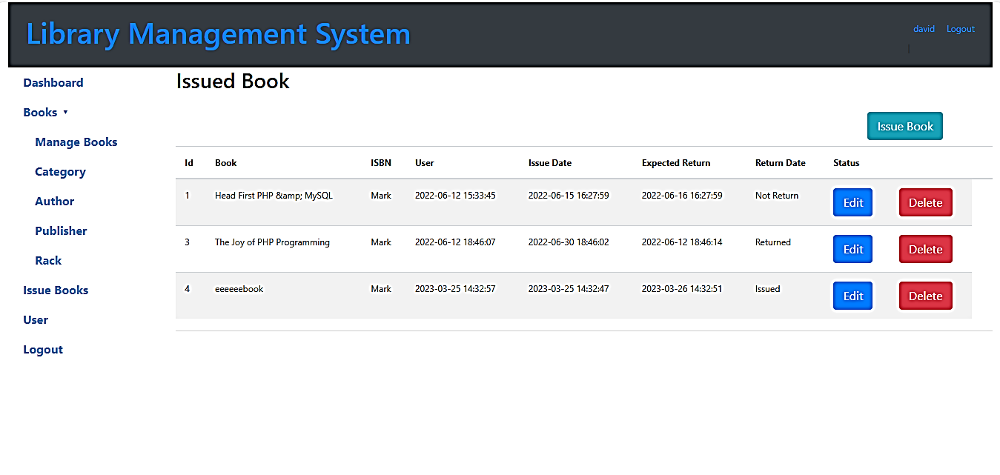 Library Management System
david Logout
Dashboard
Books
Manage Books
Category
Author
Publisher
Rack
Issue Books
User
Logout
Issued Book
Issue Book
Id Book ISBN User Issue Date Expected Return Return Date Status
1 Head First PHP &amp; MySQL Mark 2022-06-12 15:33:45 2022-06-15 16:27:59 2022-06-16 16:27:59 Not Return Edit Delete
3 The Joy of PHP Programming Mark 2022-06-12 18:46:07 2022-06-30 18:46:02 2022-06-12 18:46:14 Returned Edit Delete
4 eeeeeebook Mark 2023-03-25 14:32:57 2023-03-25 14:32:47 2023-03-26 14:32:51 Issued Edit Delete